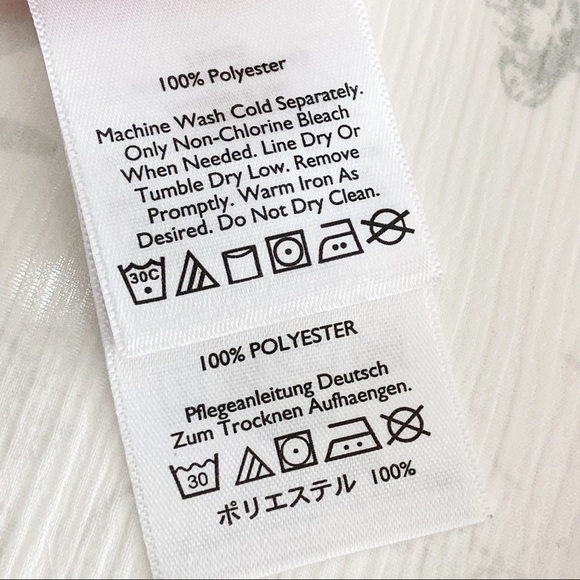 100% Polyester
Machine Wash Cold Separately.
Only Non-Chlorine Bleach
When Needed. Line Dry Or
Tumble Dry Low. Remove
Promptly. Warm Iron As
Desired. Do Not Dry Clean.
30C
100% POLYESTER
Pflegeanleitung Deutsch
Zum Trocknen Aufhaengen.
30
ポリエステル 100%